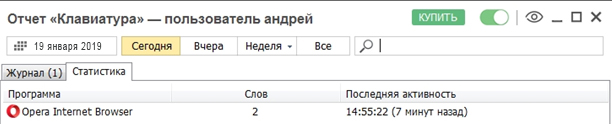 Отчет «Клавиатура» — пользователь андрей КУПИТЬ
19 января 2019 Сегодня Вчера Неделя Все
Журнал (1) Статистика
Программа Слов Последняя активность
Opera Internet Browser 2 14:55:22 (7 минут назад)